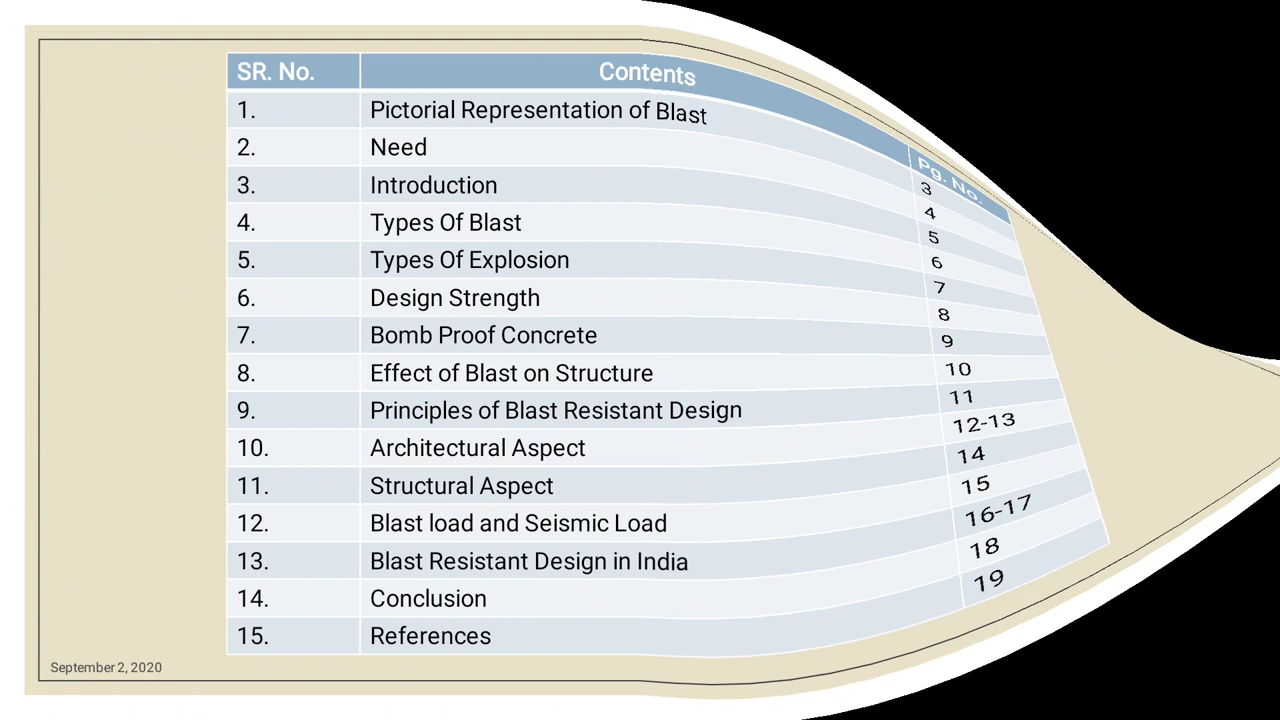 SR. No. Contents Pg. No.
1. Pictorial Representation of Blast 3
2. Need 4
3. Introduction 5
4. Types Of Blast 6
5. Types Of Explosion 7
6. Design Strength 8
7. Bomb Proof Concrete 9
8. Effect of Blast on Structure 10
9. Principles of Blast Resistant Design 11
10. Architectural Aspect 12-13
11. Structural Aspect 14
12. Blast load and Seismic Load 15
13. Blast Resistant Design in India 16-17
14. Conclusion 18
15. References 19
September 2, 2020